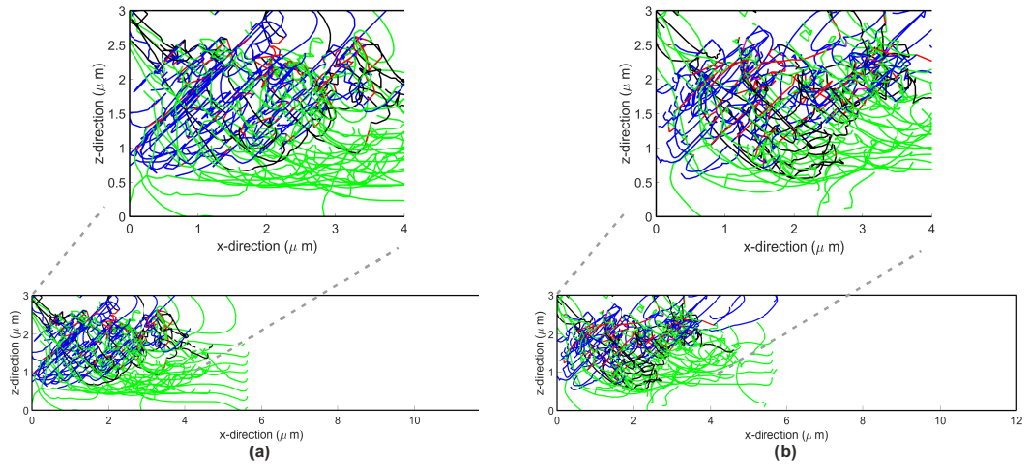 3
2.5
2
1.5
1
0.5
0
z-direction (μ m)
0 1 2 3 4
x-direction (μ m)
3
2.5
2
1.5
1
0.5
0
z-direction (μ m)
0 1 2 3 4
x-direction (μ m)
3
2
1
0
z-direction (μ m)
0 2 4 6 8 10
x-direction (μ m)
(a)
3
2
1
0
z-direction (μ m)
0 2 4 6 8 10 12
x-direction (μ m)
(b)